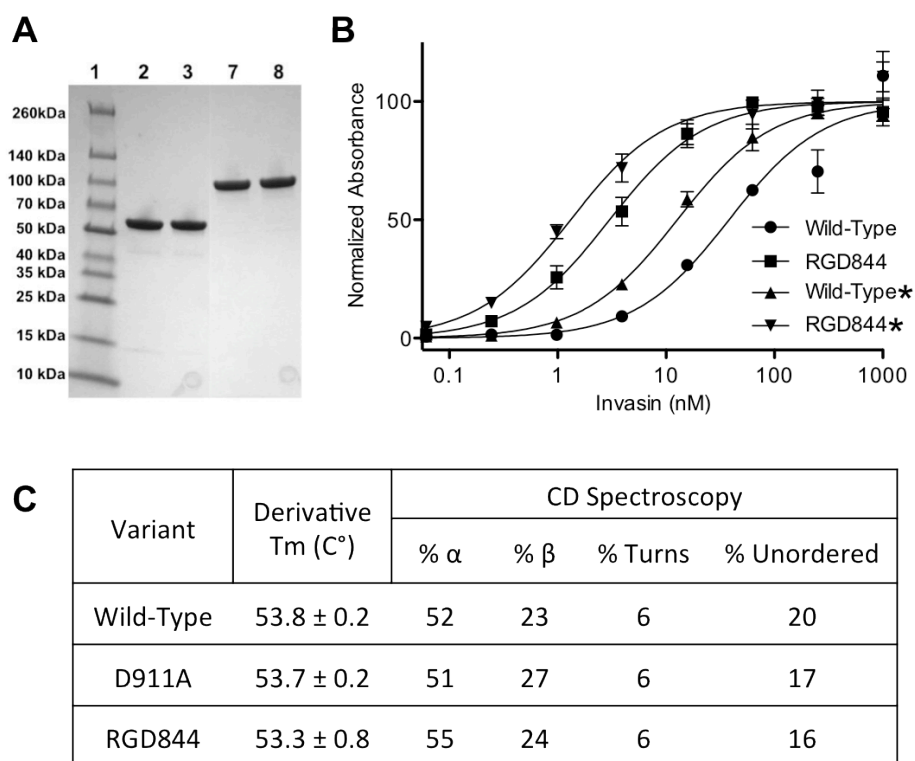 A
1 2 3 7 8
260kDa
140 kDa
100 kDa
70 kDa
50 kDa
40 kDa
35 kDa
25 kDa
15 kDa
10 kDa
B
Normalized Absorbance
100
50
0
0.1 1 10 100 1000
Invasin (nM)
Wild-Type
RGD844
Wild-Type*
RGD844*
C
Variant
Derivative
Tm (C°)
CD Spectroscopy
% α % β % Turns % Unordered
Wild-Type 53.8 ± 0.2 52 23 6 20
D911A 53.7 ± 0.2 51 27 6 17
RGD844 53.3 ± 0.8 55 24 6 16